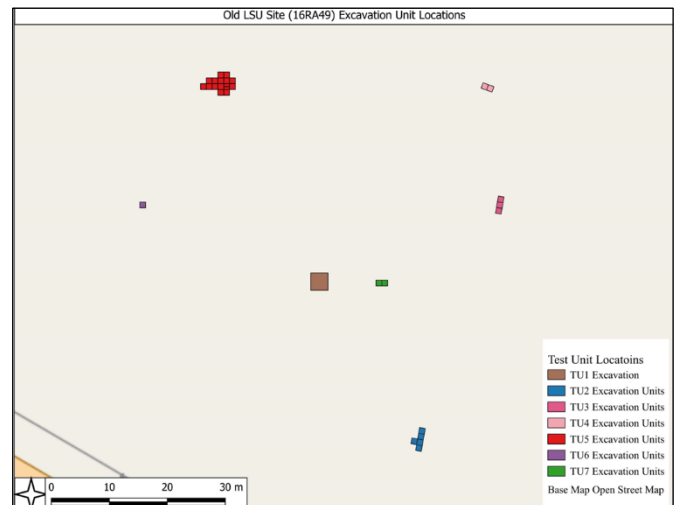 Old LSU Site (16RA49) Excavation Unit Locations
Test Unit Locatoins
TU1 Excavation
TU2 Excavation Units
TU3 Excavation Units
TU4 Excavation Units
TU5 Excavation Units
TU6 Excavation Units
TU7 Excavation Units
Base Map Open Street Map
0 10 20 30 m